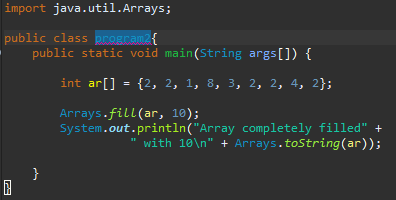 import java.util.Arrays;
public class program2{
public static void main(String args[]) {
int ar[] = {2, 2, 1, 8, 3, 2, 2, 4, 2};
Arrays.fill(ar, 10);
System.out.println("Array completely filled" +
" with 10\n" + Arrays.toString(ar));
}
}